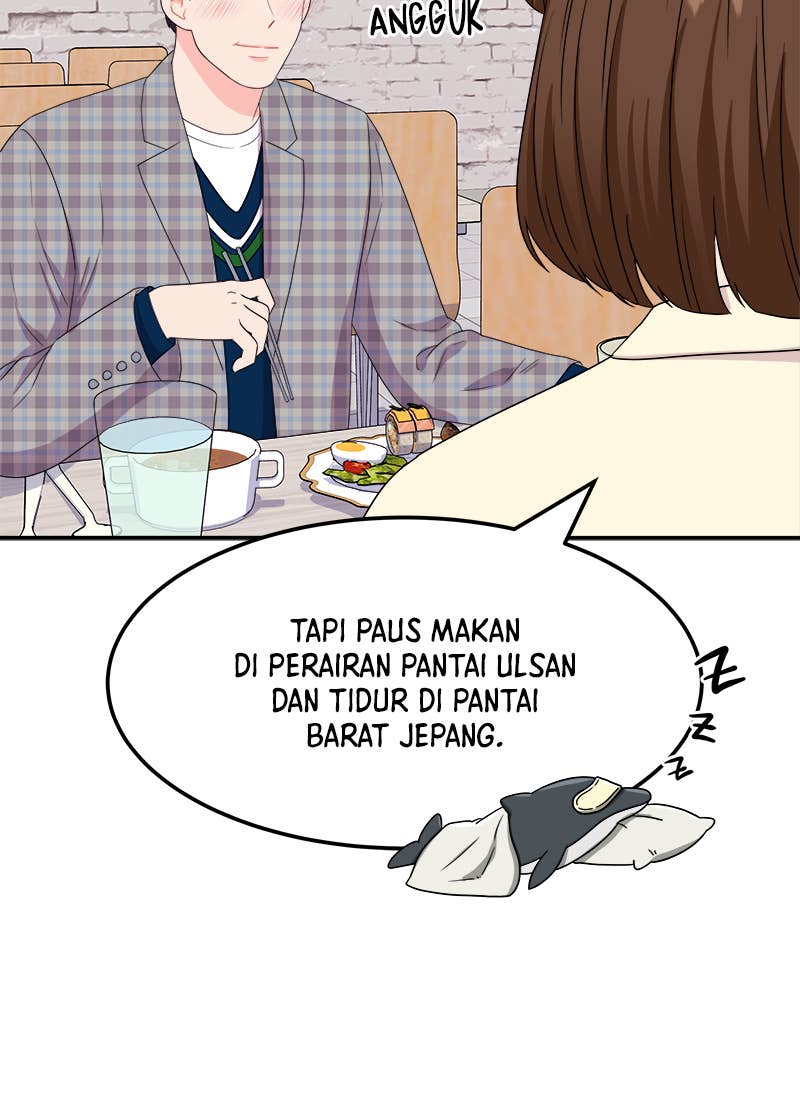 ANGGUK
TAPI PAUS MAKAN
DI PERAIRAN PANTAI ULSAN
DAN TIDUR DI PANTAI
BARAT JEPANG.
Z
Z
Z